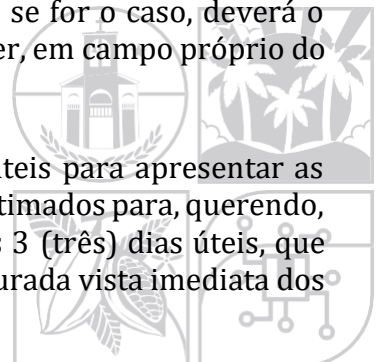 se for o caso, deverá o
er, em campo próprio do
teis para apresentar as
timados para, querendo,
s 3 (três) dias úteis, que
urada vista imediata dos